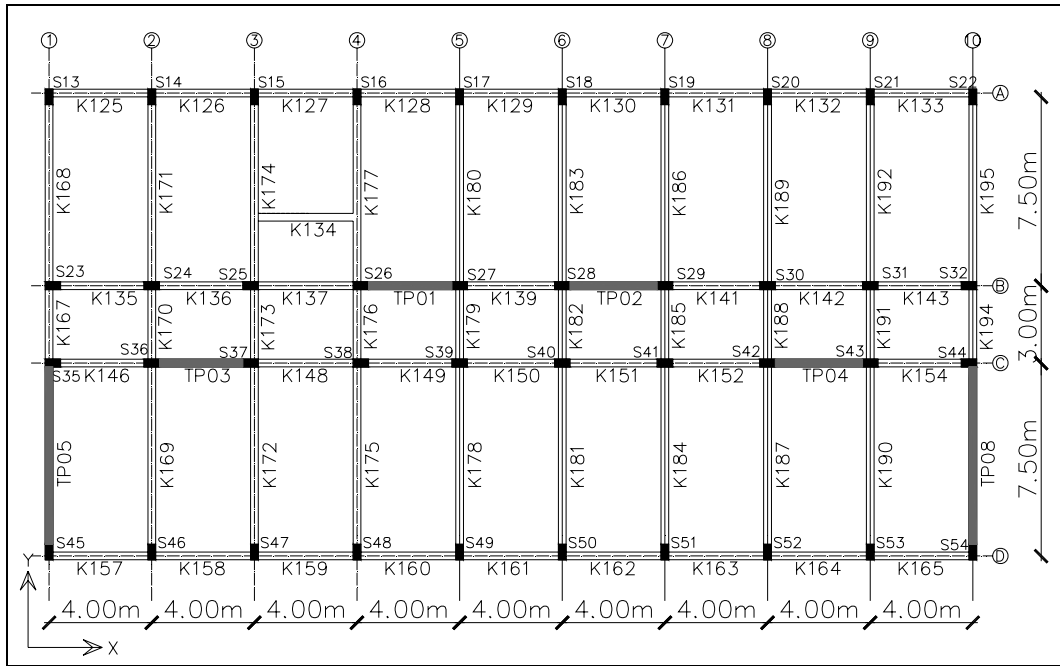 1 2 3 4 5 6 7 8 9 10
S13 S14 S15 S16 S17 S18 S19 S20 S21 S22
A
K125 K126 K127 K128 K129 K130 K131 K132 K133
K168 K171 K174 K177 K180 K183 K186 K189 K192 K195
7.50m
K134
S23 S24 S25 S26 S27 S28 S29 S30 S31 S32
B
K135 K136 K137 TP01 K139 TP02 K141 K142 K143
K167 K170 K173 K176 K179 K182 K185 K188 K191 K194
3.00m
S36 S37 S38 S39 S40 S41 S42 S43 S44
C
S35 K146 TP03 K148 K149 K150 K151 K152 TP04 K154
TP05 K169 K172 K175 K178 K181 K184 K187 K190 TP08
7.50m
S45 S46 S47 S48 S49 S50 S51 S52 S53 S54
D
K157 K158 K159 K160 K161 K162 K163 K164 K165
Y
4.00m 4.00m 4.00m 4.00m 4.00m 4.00m 4.00m 4.00m 4.00m
X